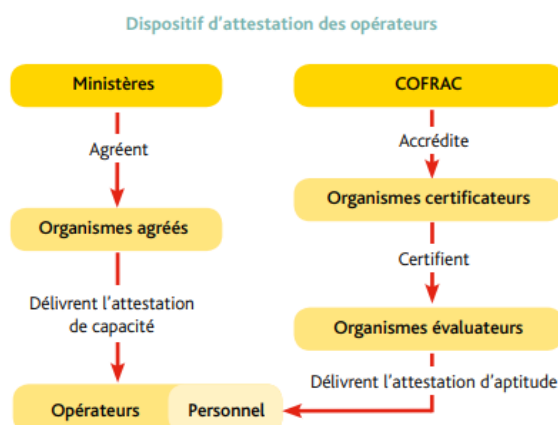 Dispositif d'attestation des opérateurs
Ministères
COFRAC
Agréent
Accrédite
Organismes certificateurs
Organismes agréés
Certifient
Délivrent l'attestation
de capacité
Organismes évaluateurs
Délivrent l'attestation d'aptitude
Opérateurs
Personnel